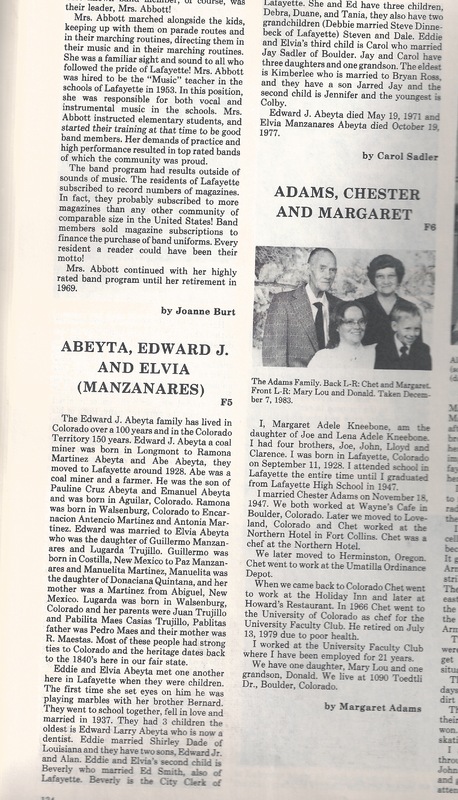 their leader, Mrs. Abbott!
Mrs. Abbott marched alongside the kids,
keeping up with them on parade routes and
in their marching routines, directing them in
their music and in their marching routines.
She was a familiar sight and sound to all who
followed the pride of Lafayette! Mrs. Abbott
was hired to be the "Music" teacher in the
schools of Lafayette in 1953. In this position,
she was responsible for both vocal and
instrumental music in the schools. Mrs.
Abbott instructed elementary students, and
started their training at that time to be good
band members. Her demands of practice and
high performance resulted in top rated bands
of which the community was proud.
The band program had results outside of
sounds of music. The residents of Lafayette
subscribed to record numbers of magazines.
In fact, they probably subscribed to more
magazines than any other community of
comparable size in the United States! Band
members sold magazine subscriptions to
finance the purchase of band uniforms. Every
resident a reader could have been their
motto!
Mrs. Abbott continued with her highly
rated band program until her retirement in
1969.
by Joanne Burt
ABEYTA, EDWARD J.
AND ELVIA
(MANZANARES)
F5
The Edward J. Abeyta family has lived in
Colorado over a 100 years and in the Colorado
Territory 150 years. Edward J. Abeyta a coal
miner was born in Longmont to Ramona
Martinez Abeyta and Abe Abeyta, they
moved to Lafayette around 1928. Abe was a
coal miner and a farmer. He was the son of
Pauline Cruz Abeyta and Emanuel Abeyta
and was born in Aguilar, Colorado. Ramona
was born in Walsenburg, Colorado to Encar-
nacion Antencio Martinez and Antonia Mar-
tinez. Edward was married to Elvia Abeyta
who was the daughter of Guillermo Manzan-
ares and Lugarda Trujillo. Guillermo was
born in Costilla, New Mexico to Paz Manzan-
ares and Manuelita Martinez, Manuelita was
the daughter of Donaciana Quintana, and her
mother was a Martinez from Abiguel, New
Mexico. Lugarda was born in Walsenburg,
Colorado and her parents were Juan Trujillo
and Pabilita Maes Casias Trujillo, Pablitas
father was Pedro Maes and their mother was
R. Maestas. Most of these people had strong
ties to Colorado and the heritage dates back
to the 1840's here in our fair state.
Eddie and Elvia Abeyta met one another
here in Lafayette when they were children.
The first time she set eyes on him he was
playing marbles with her brother Bernard.
They went to school together, fell in love and
married in 1937. They had 3 children the
oldest is Edward Larry Abeyta who is now a
dentist. Eddie married Shirley Dade of
Louisiana and they have two sons, Edward Jr.
and Alan. Eddie and Elvia's second child is
Beverly who married Ed Smith, also of
Lafayette. Beverly is the City Clerk of
Lafayette. She and Ed have three children,
Debra, Duane, and Tania, they also have two
grandchildren (Debbie married Steve Dinne-
beck of Lafayette) Steven and Dale. Eddie
and Elvia's third child is Carol who married
Jay Sadler of Boulder. Jay and Carol have
three daughters and one grandson. The eldest
is Kimberlee who is married to Bryan Ross,
and they have a son Jarred Jay and the
second child is Jennifer and the youngest is
Colby.
Edward J. Abeyta died May 19, 1971 and
Elvia Manzanares Abeyta died October 19,
1977.
by Carol Sadler
ADAMS, CHESTER
AND MARGARET
F6
The Adams Family. Back L-R: Chet and Margaret.
Front L-R: Mary Lou and Donald. Taken Decem-
ber 7, 1983.
I, Margaret Adele Kneebone, am the
daughter of Joe and Lena Adele Kneebone.
I had four brothers, Joe, John, Lloyd and
Clarence. I was born in Lafayette, Colorado
on September 11, 1928. I attended school in
Lafayette the entire time until I graduated
from Lafayette High School in 1947.
I married Chester Adams on November 18,
1947. We both worked at Wayne's Cafe in
Boulder, Colorado. Later we moved to Love-
land, Colorado and Chet worked at the
Northern Hotel in Fort Collins. Chet was a
chef at the Northern Hotel.
We later moved to Herminston, Oregon.
Chet went to work at the Umatilla Ordinance
Depot.
When we came back to Colorado Chet went
to work at the Holiday Inn and later at
Howard's Restaurant. In 1966 Chet went to
the University of Colorado as chef for the
University Faculty Club. He retired on July
13, 1979 due to poor health.
I worked at the University Faculty Club
where I have been employed for 21 years.
We have one daughter, Mary Lou and one
grandson, Donald. We live at 1090 Toedtli
Dr., Boulder, Colorado.
by Margaret Adams